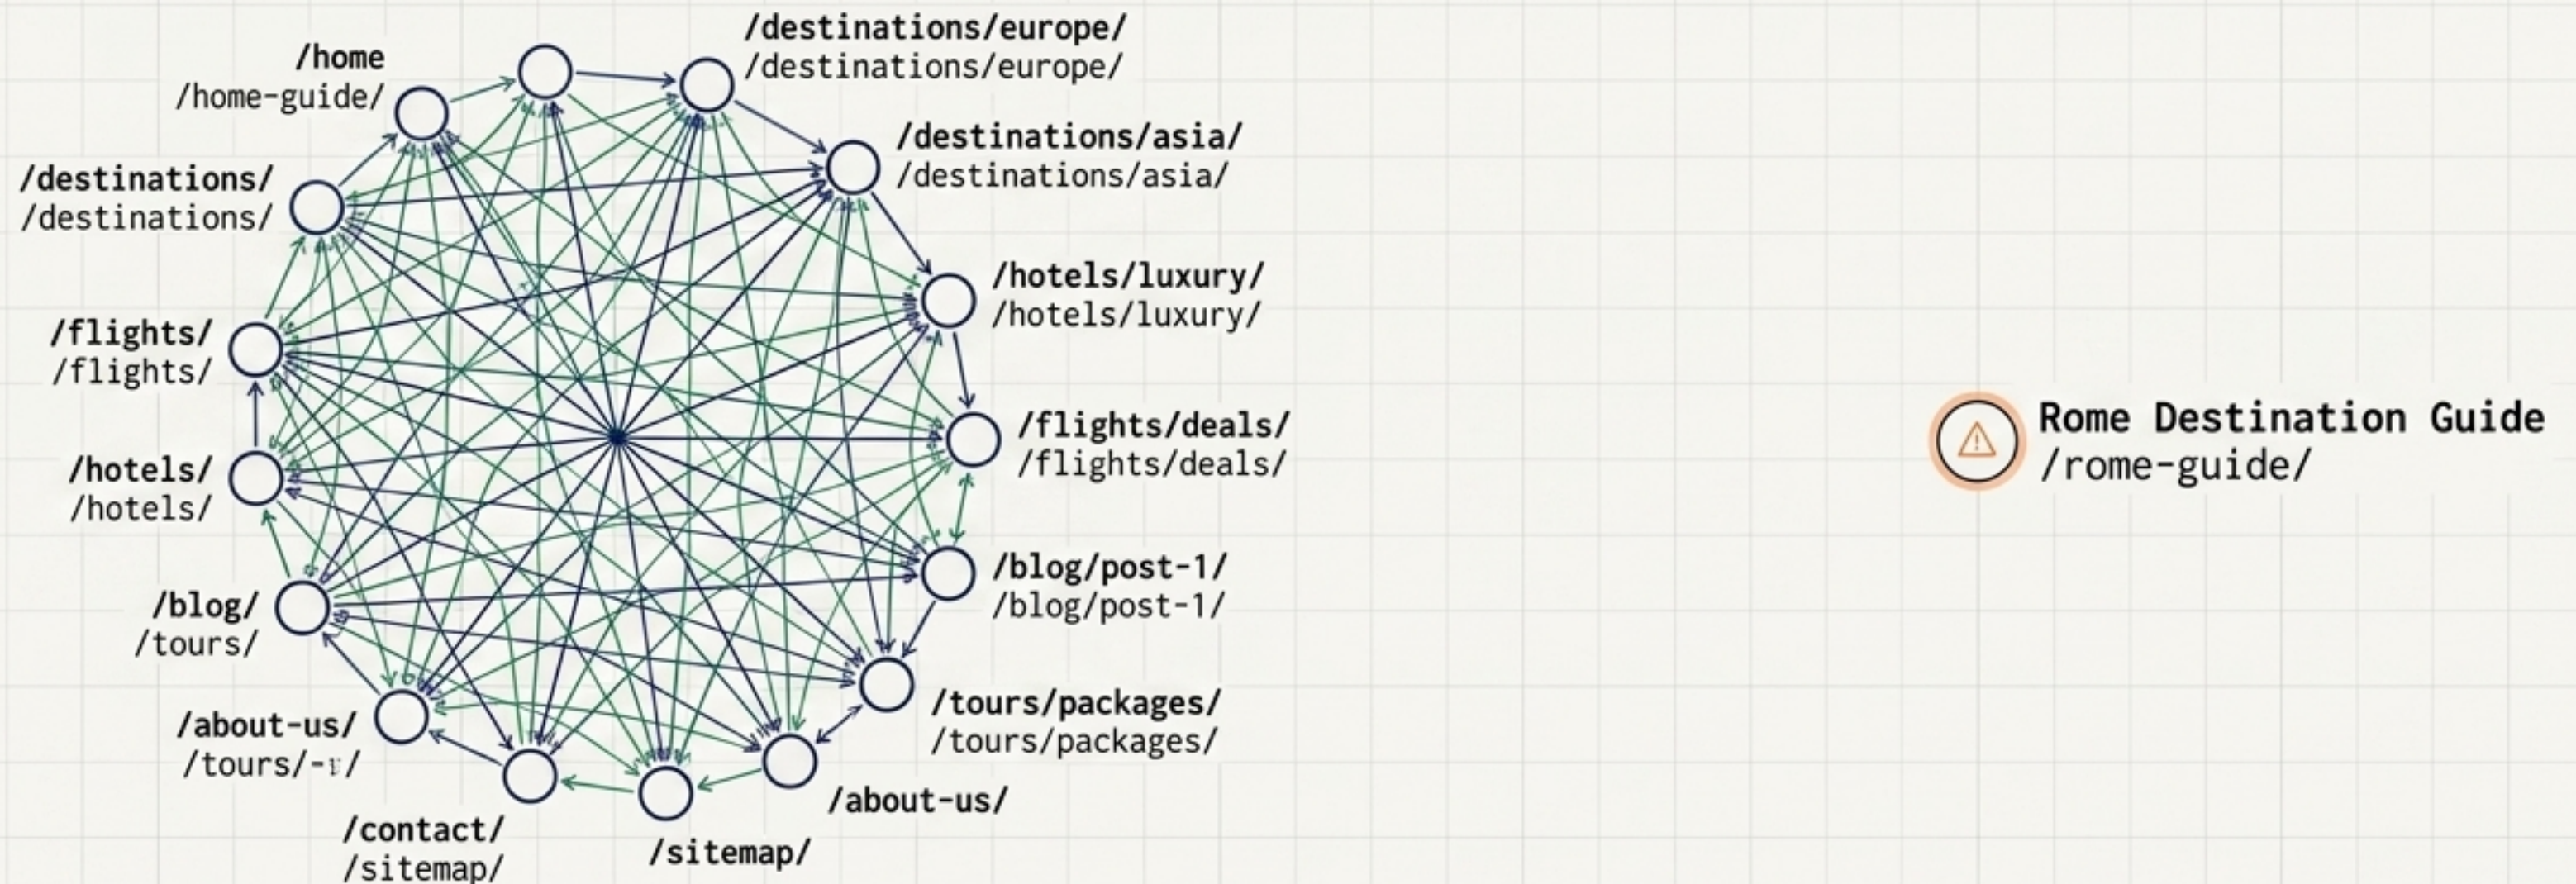 /home
/home-guide/
/destinations/europe/
/destinations/europe/
/destinations/asia/
/destinations/asia/
/destinations/
/destinations/
/hotels/luxury/
/hotels/luxury/
/flights/
/flights/
/flights/deals/
/flights/deals/
Rome Destination Guide
/rome-guide/
/hotels/
/hotels/
/blog/post-1/
/blog/post-1/
/blog/
/tours/
/tours/packages/
/tours/packages/
/about-us/
/about-us/
/contact/
/sitemap/
/sitemap/